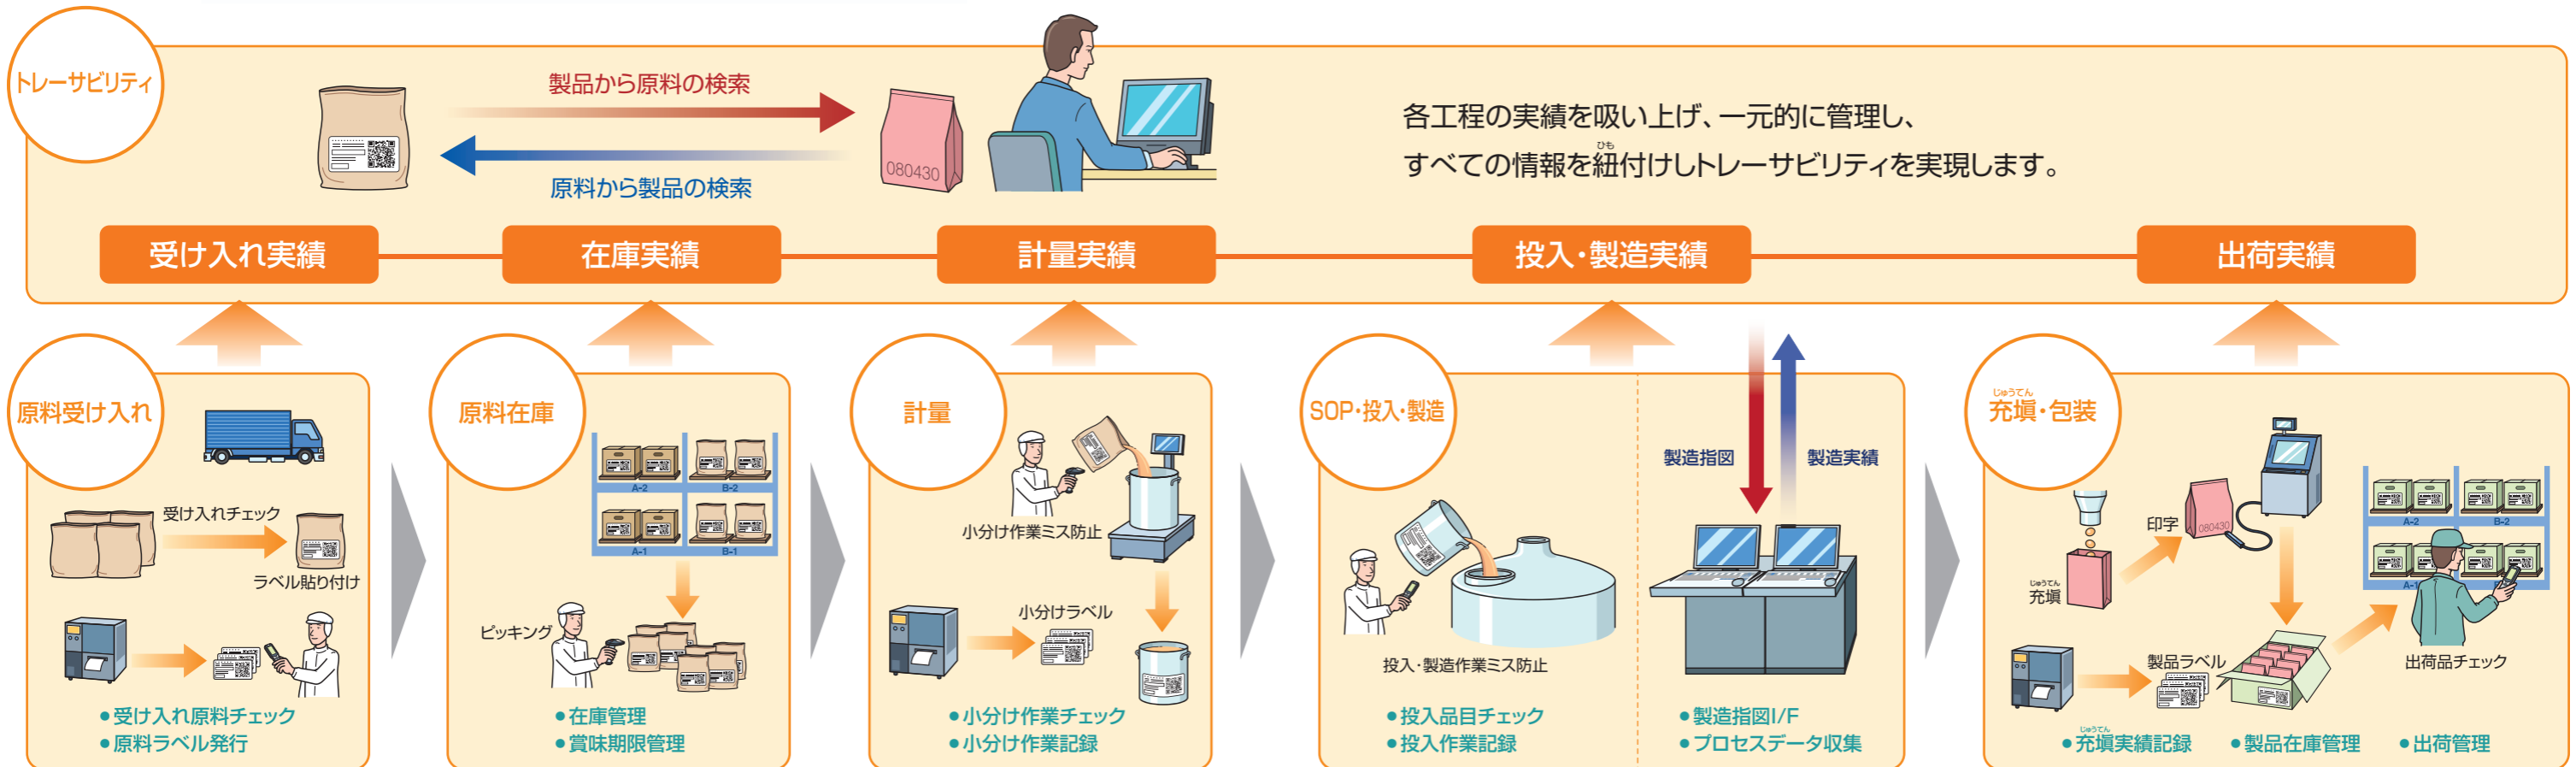 トレーサビリティ
製品から原料の検索
原料から製品の検索
080430
各工程の実績を吸い上げ、一元的に管理し、
すべての情報を紐付けしトレーサビリティを実現します。
ひも
受け入れ実績
在庫実績
計量実績
投入・製造実績
出荷実績
原料受け入れ
受け入れチェック
ラベル貼り付け
●受け入れ原料チェック
●原料ラベル発行
原料在庫
A-2
B-2
A-1
B-1
ピッキング
●在庫管理
●賞味期限管理
計量
小分け作業ミス防止
小分けラベル
●小分け作業チェック
●小分け作業記録
SOP・投入・製造
製造指図
製造実績
投入・製造作業ミス防止
●投入品目チェック
●投入作業記録
●製造指図I/F
●プロセスデータ収集
じゅうてん
充塡・包装
印字
080430
じゅうてん
充塡
A-2
B-2
A-1
製品ラベル
出荷品チェック
じゅうてん
●充塡実績記録
●製品在庫管理
●出荷管理